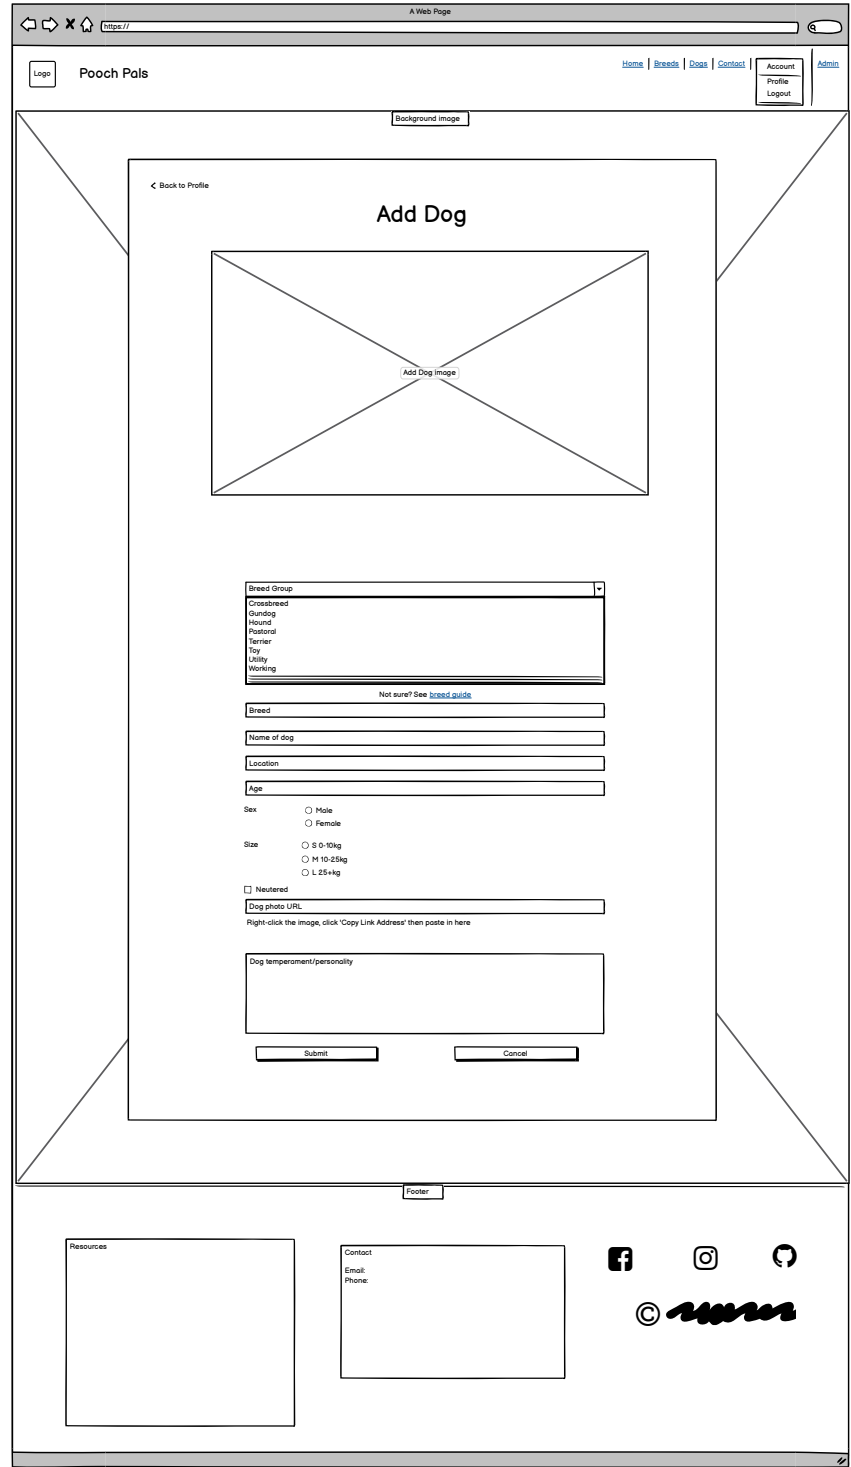 A Web Page
https://
Logo
Pooch Pals
Home
Breeds
Dogs
Contact
Account
Profile
Logout
Admin
Background image
Back to Profile
Add Dog
Add Dog image
Breed Group
Crossbreed
Gundog
Hound
Pastoral
Terrier
Toy
Utility
Working
Not sure? See breed guide
Breed
Name of dog
Location
Age
Sex
Male
Female
Size
S 0-10kg
M 10-25kg
L 25+kg
Neutered
Dog photo URL
Right-click the image, click 'Copy Link Address' then paste in here
Dog temperament/personality
Submit
Cancel
Footer
Resources
Contact
Email:
Phone:
©